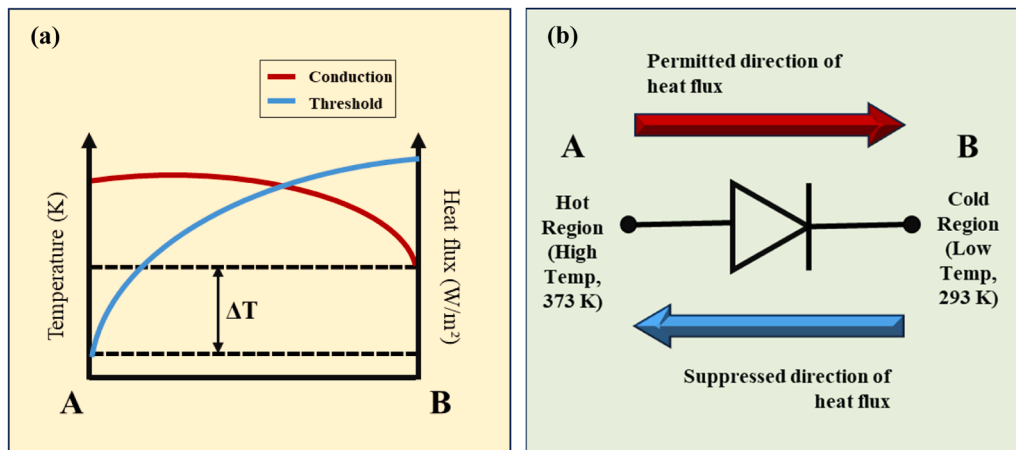 (a)
Conduction
Threshold
Temperature (K)
Heat flux (W/m²)
ΔT
A
B
(b)
Permitted direction of
heat flux
A
B
Hot
Region
(High
Temp,
373 K)
Cold
Region
(Low
Temp,
293 K)
Suppressed direction of
heat flux